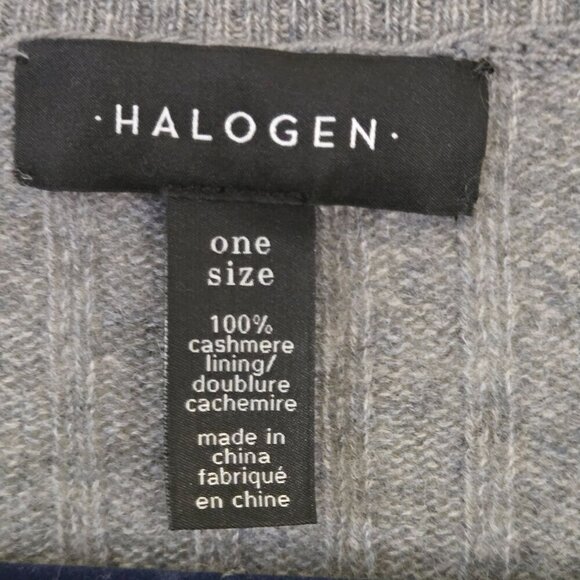 · HALOGEN ·
one
size
100%
cashmere
lining/
doublure
cachemire
made in
china
fabriqué
en chine